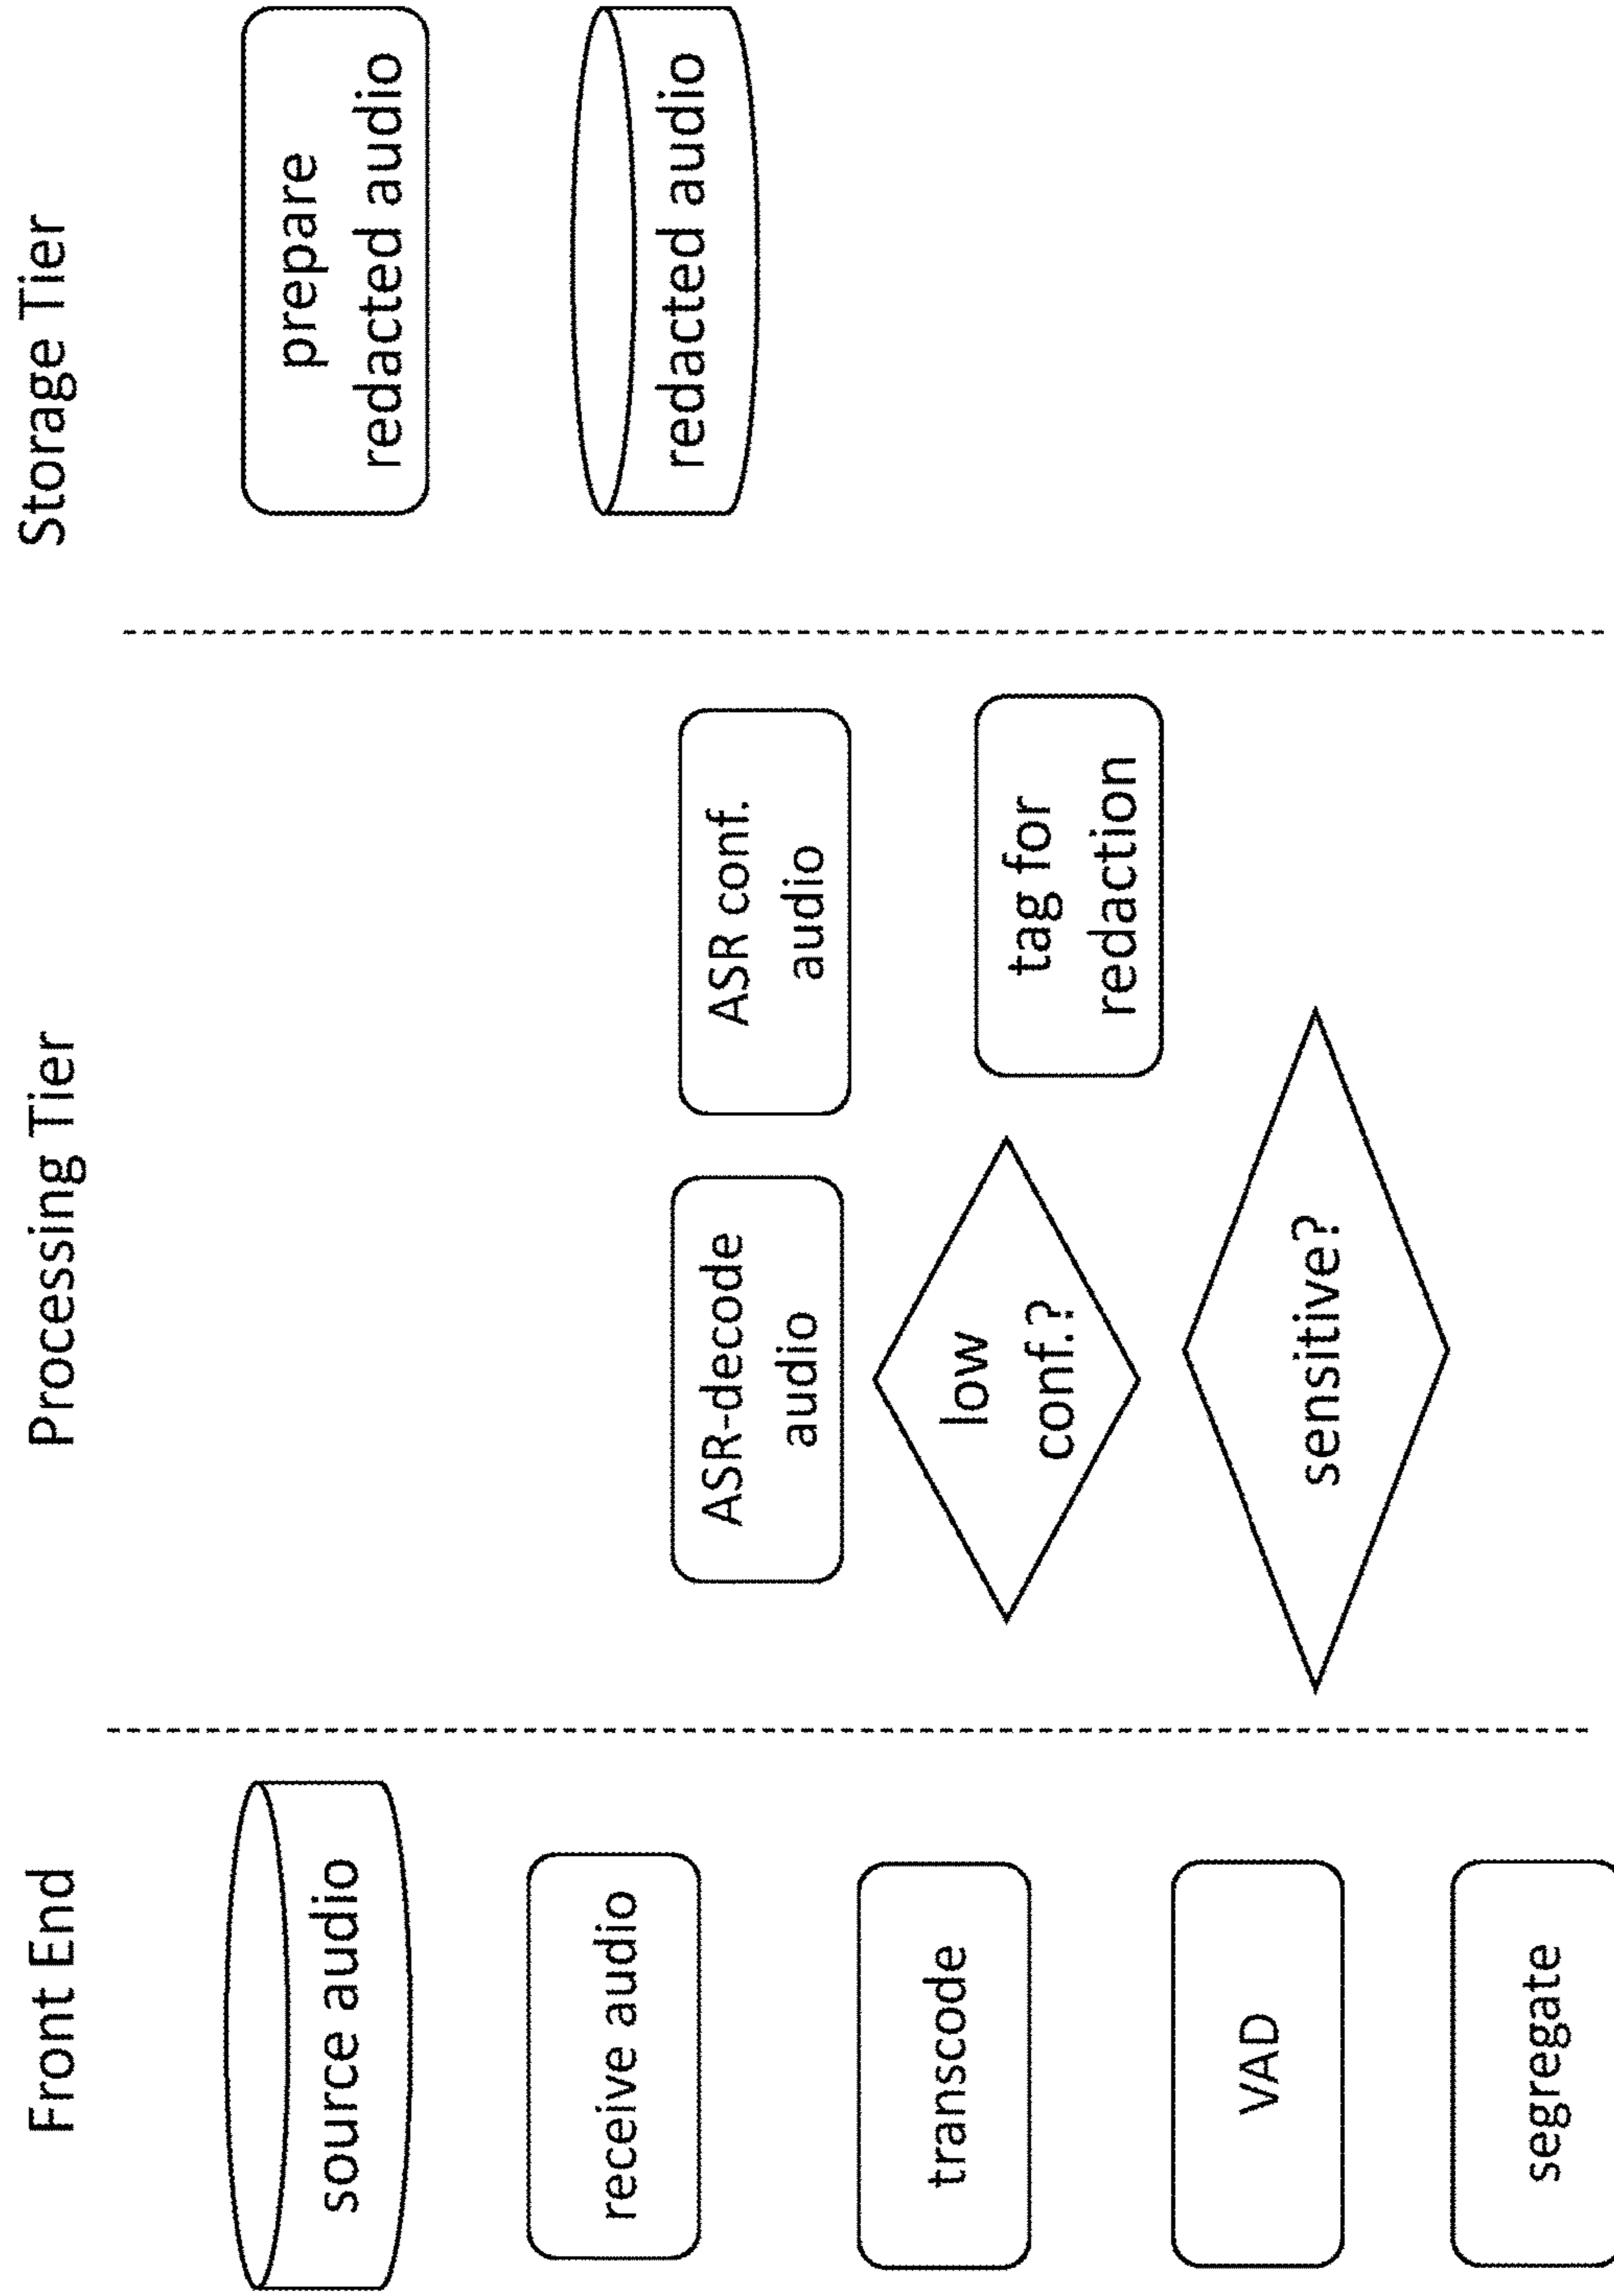 Front End
source audio
receive audio
transcode
VAD
segregate
Processing Tier
ASR-decode
audio
ASR conf.
audio
low
conf.?
tag for
redaction
sensitive?
Storage Tier
prepare
redacted audio
redacted audio